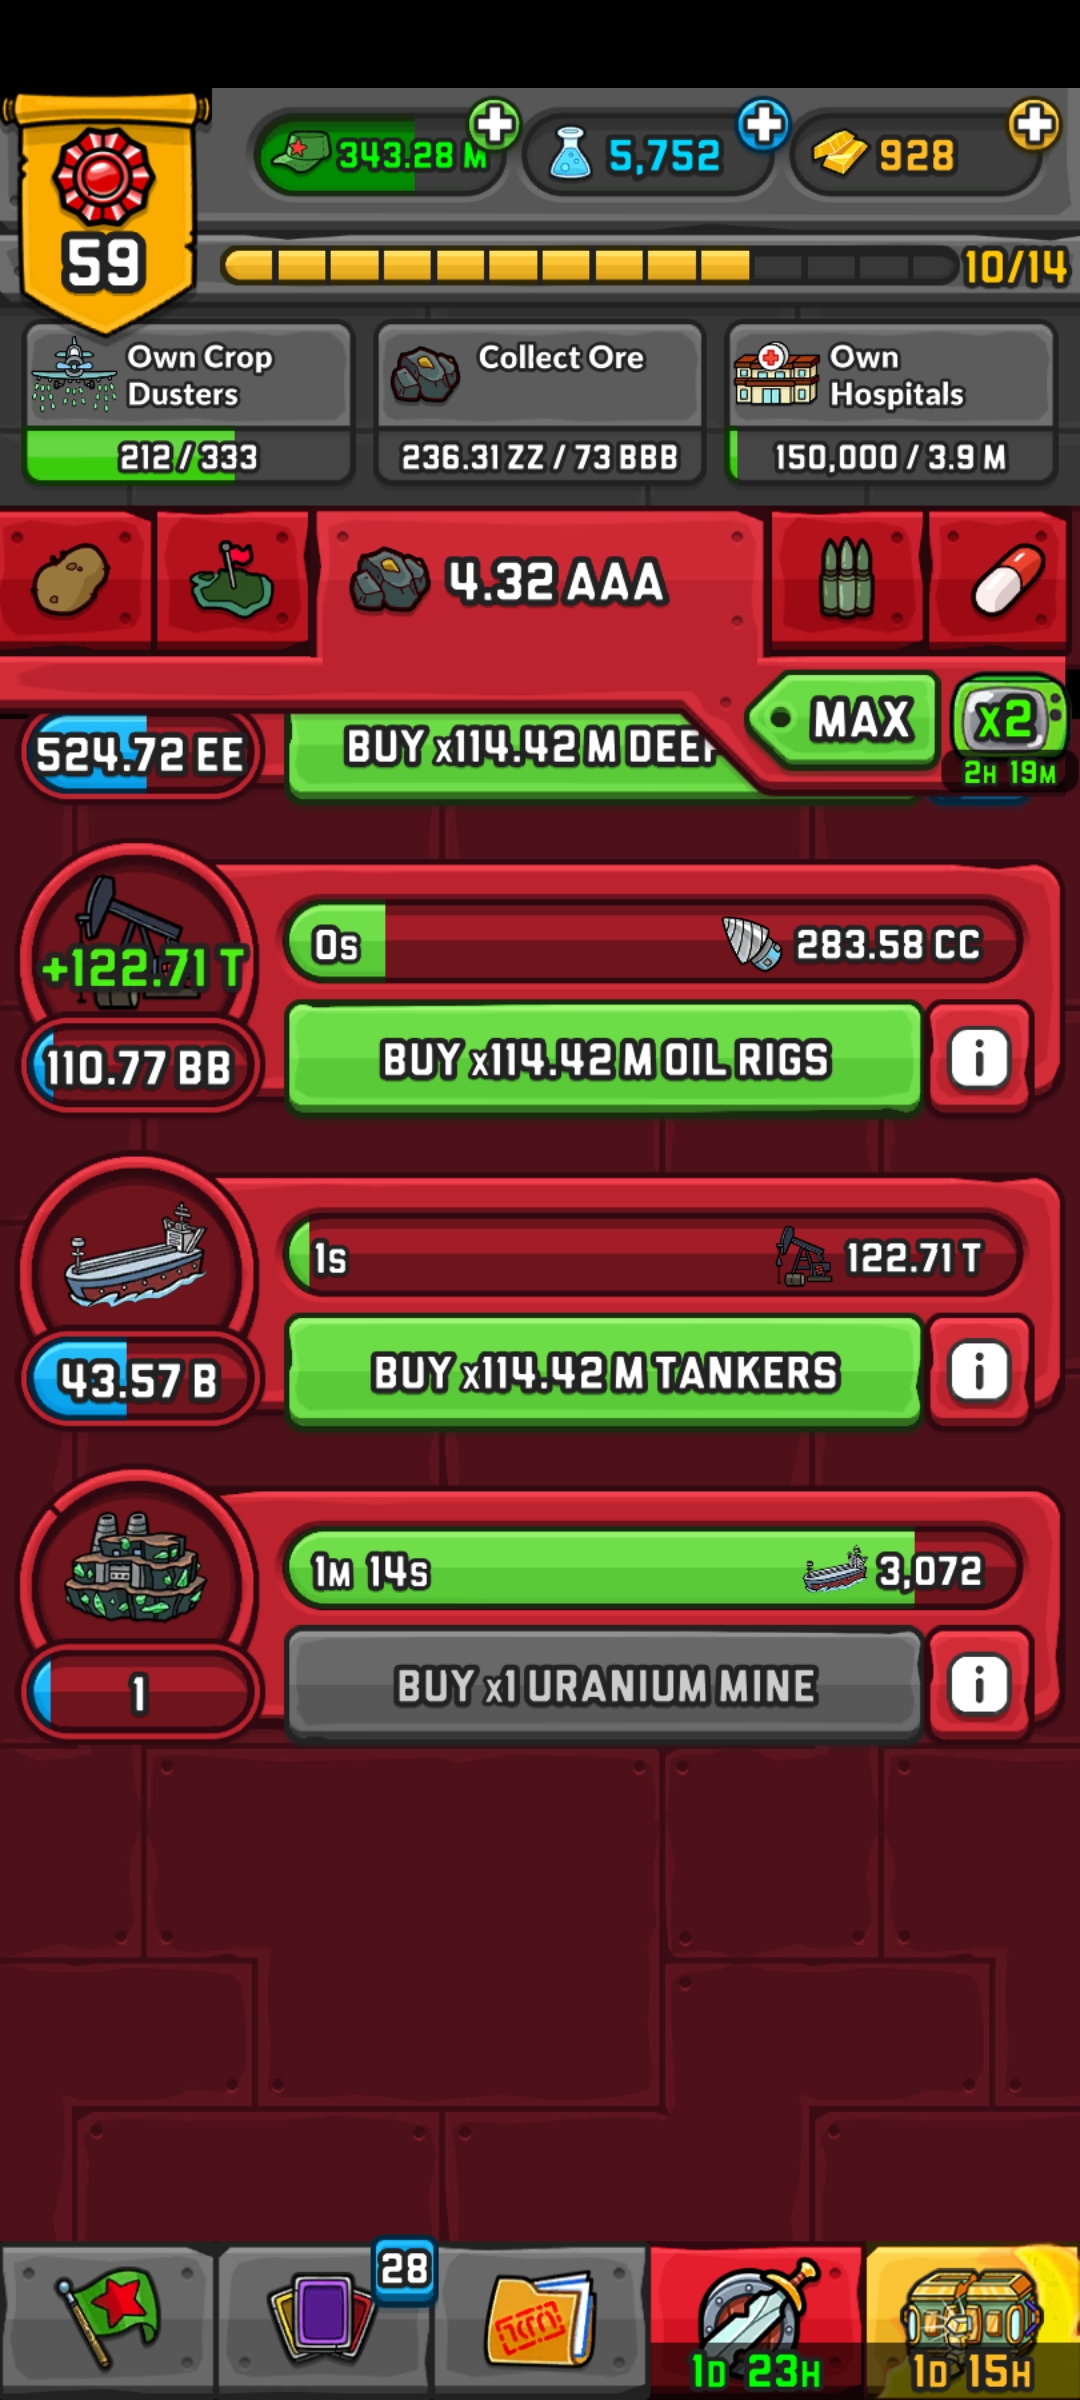 59
343.28 M
5,752
928
10/14
Own Crop
Dusters
212 / 333
Collect Ore
236.31 ZZ / 73 BBB
Own
Hospitals
150,000 / 3.9 M
4.32 AAA
MAX
x2
2H 19M
524.72 EE
BUY x114.42 M DEEP
+122.71 T
0s
283.58 CC
110.77 BB
BUY x114.42 M OIL RIGS
i
1s
122.71 T
43.57 B
BUY x114.42 M TANKERS
i
1M 14s
3,072
1
BUY x1 URANIUM MINE
i
28
1D 23H
1D 15H